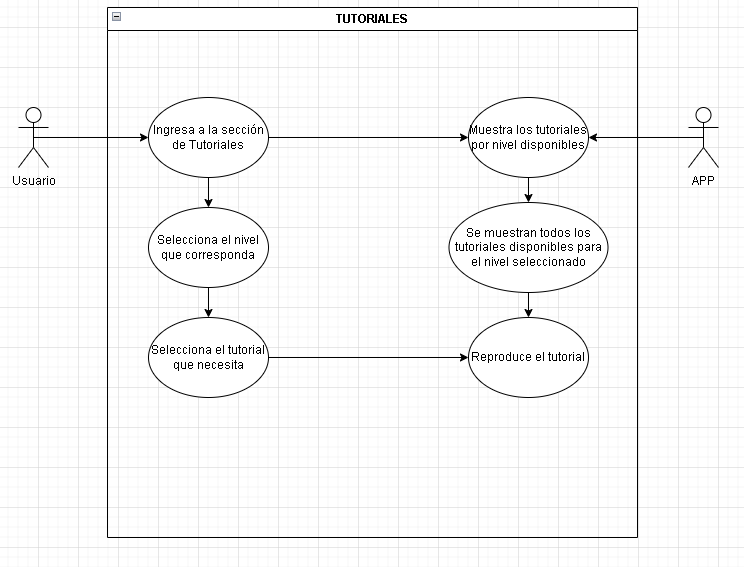 TUTORIALES
Ingresa a la sección
de Tutoriales
Muestra los tutoriales
por nivel disponibles
Usuario
APP
Selecciona el nivel
que corresponda
Se muestran todos los
tutoriales disponibles para
el nivel seleccionado
Selecciona el tutorial
que necesita
Reproduce el tutorial